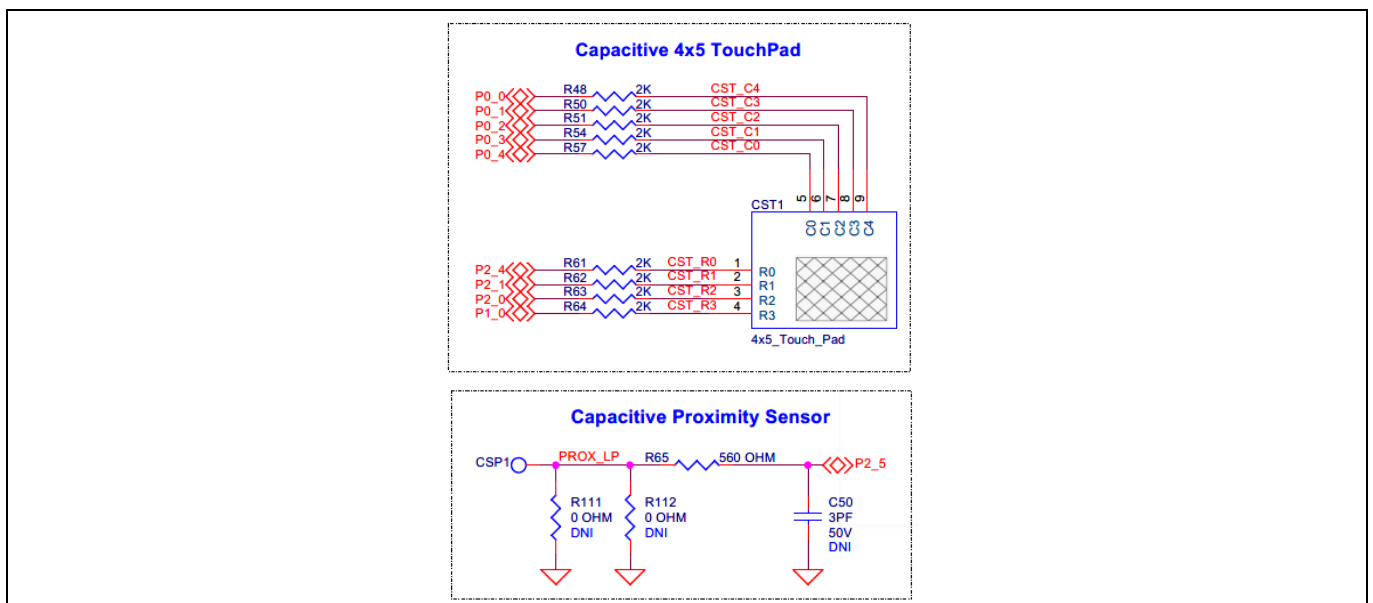 Capacitive 4x5 TouchPad
P0_0 R48 2K CST_C4
P0_1 R50 2K CST_C3
P0_2 R51 2K CST_C2
P0_3 R54 2K CST_C1
P0_4 R57 2K CST_C0
CST1 5 6 7 8 9
C0 C1 C2 C3 C4
P2_4 R61 2K CST_R0 1 R0
P2_1 R62 2K CST_R1 2 R1
P2_0 R63 2K CST_R2 3 R2
P1_0 R64 2K CST_R3 4 R3
4x5_Touch_Pad
Capacitive Proximity Sensor
CSP1 PROX_LP R65 560 OHM P2_5
R111 R112 C50
0 OHM 0 OHM 3PF
DNI DNI 50V
DNI